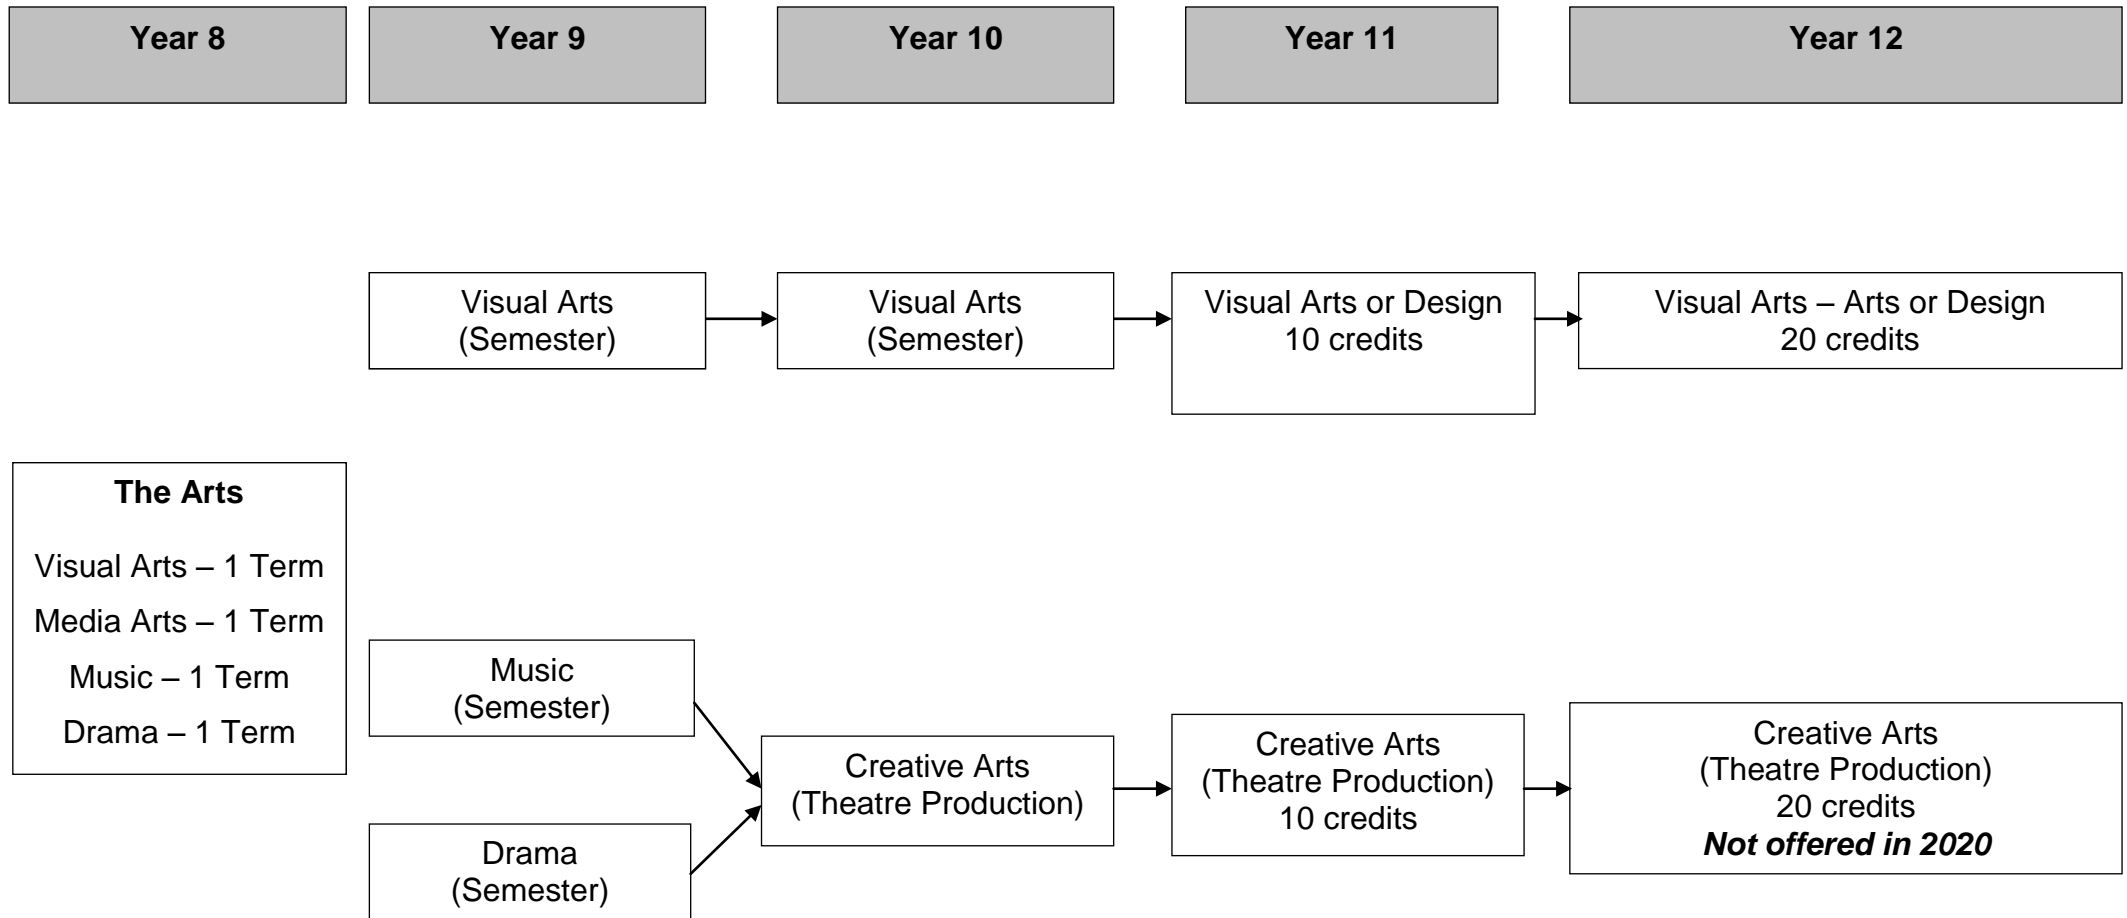 Year 8
Year 9
Year 10
Year 11
Year 12
Visual Arts
(Semester)
Visual Arts
(Semester)
Visual Arts or Design
10 credits
Visual Arts – Arts or Design
20 credits
The Arts
Visual Arts – 1 Term
Media Arts – 1 Term
Music – 1 Term
Drama – 1 Term
Music
(Semester)
Drama
(Semester)
Creative Arts
(Theatre Production)
Creative Arts
(Theatre Production)
10 credits
Creative Arts
(Theatre Production)
20 credits
Not offered in 2020